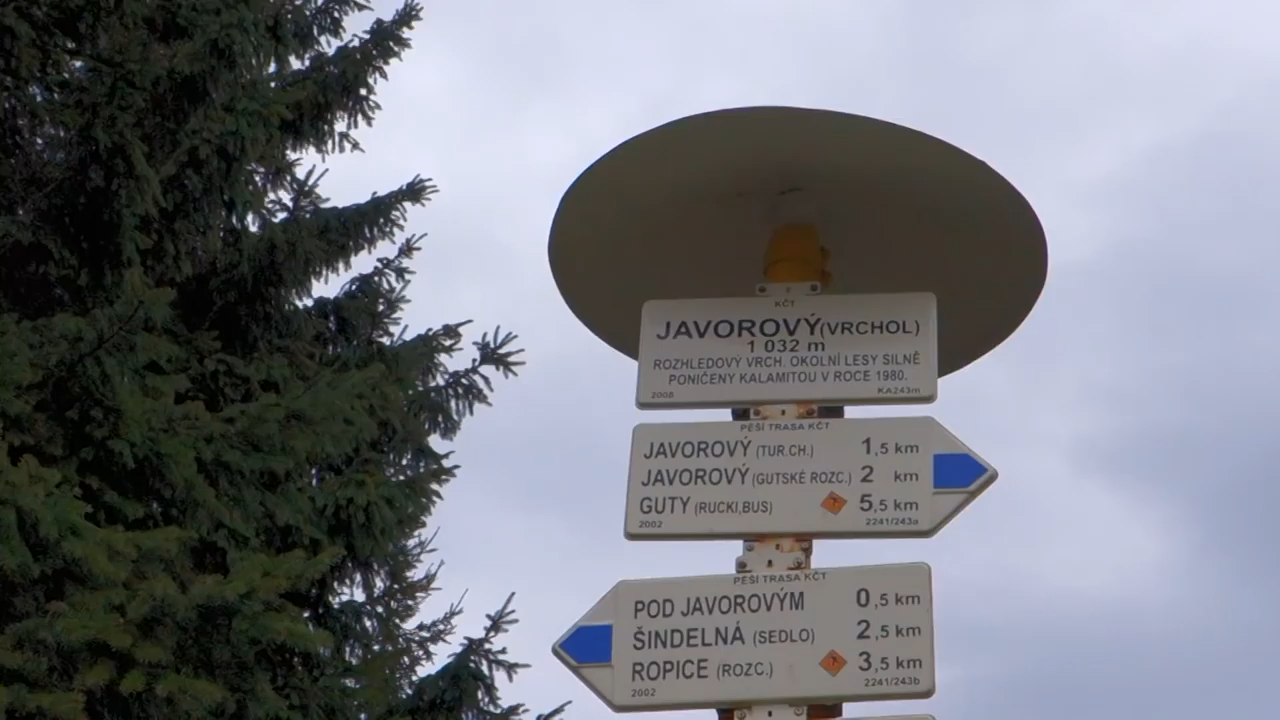 KČT
JAVOROVÝ (VRCHOL)
1 032 m
ROZHLEDOVÝ VRCH. OKOLNÍ LESY SILNĚ
PONIČENY KALAMITOU V ROCE 1980.
2008 KA243m
PĚŠÍ TRASA KČT
JAVOROVÝ (TUR.CH.) 1,5 km
JAVOROVÝ (GUTSKÉ ROZC.) 2 km
GUTY (RUCKI,BUS) 5,5 km
2002 2241/243a
PĚŠÍ TRASA KČT
POD JAVOROVÝM 0,5 km
ŠINDELNÁ (SEDLO) 2,5 km
ROPICE (ROZC.) 3,5 km
2002 2241/243b